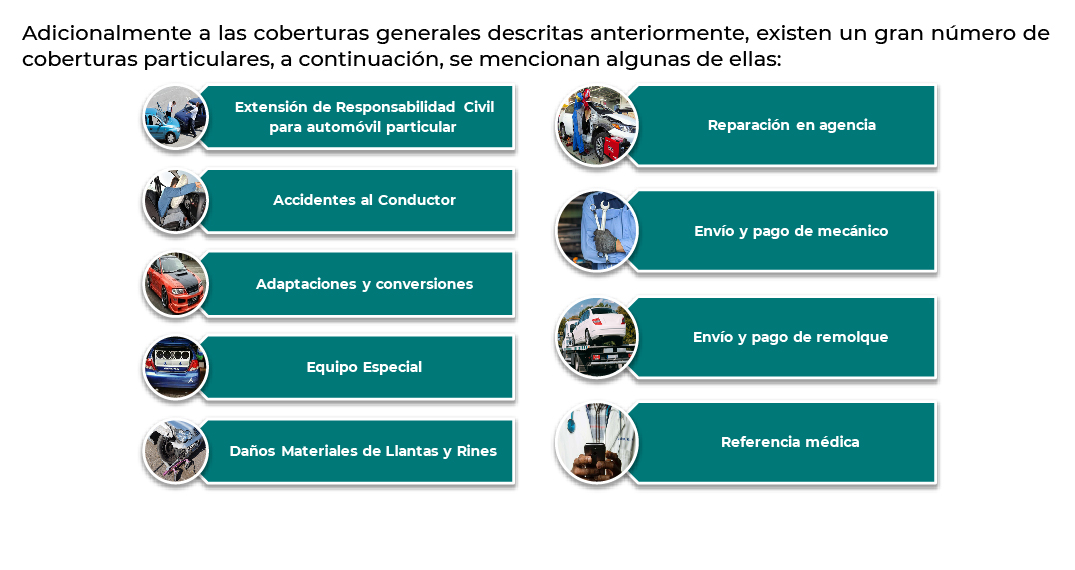 Adicionalmente a las coberturas generales descritas anteriormente, existen un gran número de
coberturas particulares, a continuación, se mencionan algunas de ellas:
Extensión de Responsabilidad Civil
para automóvil particular
Accidentes al Conductor
Adaptaciones y conversiones
Equipo Especial
Daños Materiales de Llantas y Rines
Reparación en agencia
Envío y pago de mecánico
Envío y pago de remolque
Referencia médica